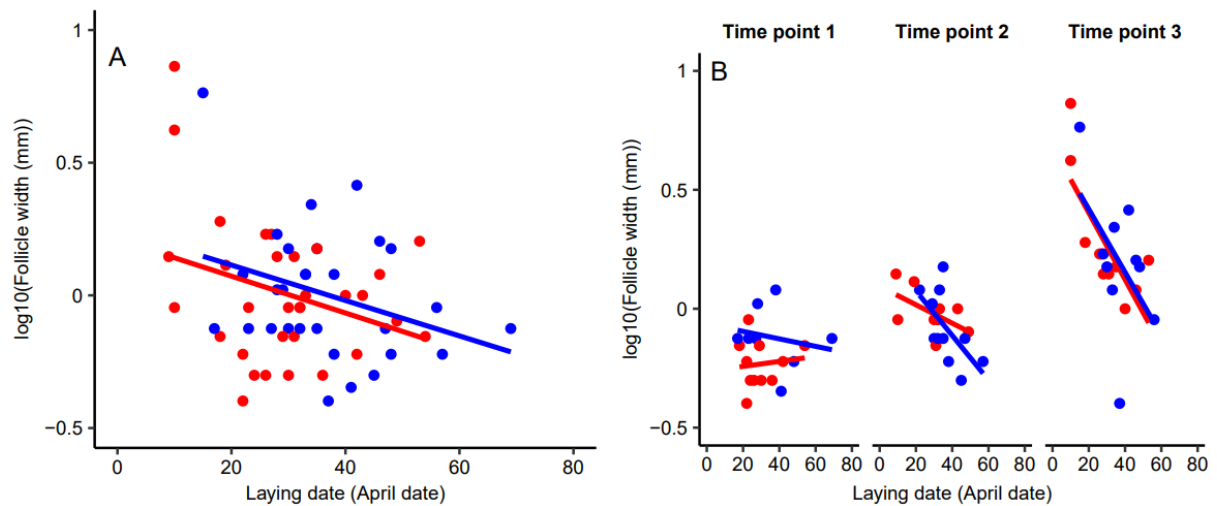 A
log10(Follicle width (mm))
1
0.5
0
−0.5
0 20 40 60 80
Laying date (April date)
Time point 1 Time point 2 Time point 3
B
log10(Follicle width (mm))
1
0.5
0
−0.5
0 20 40 60 80 0 20 40 60 80 0 20 40 60 80
Laying date (April date)